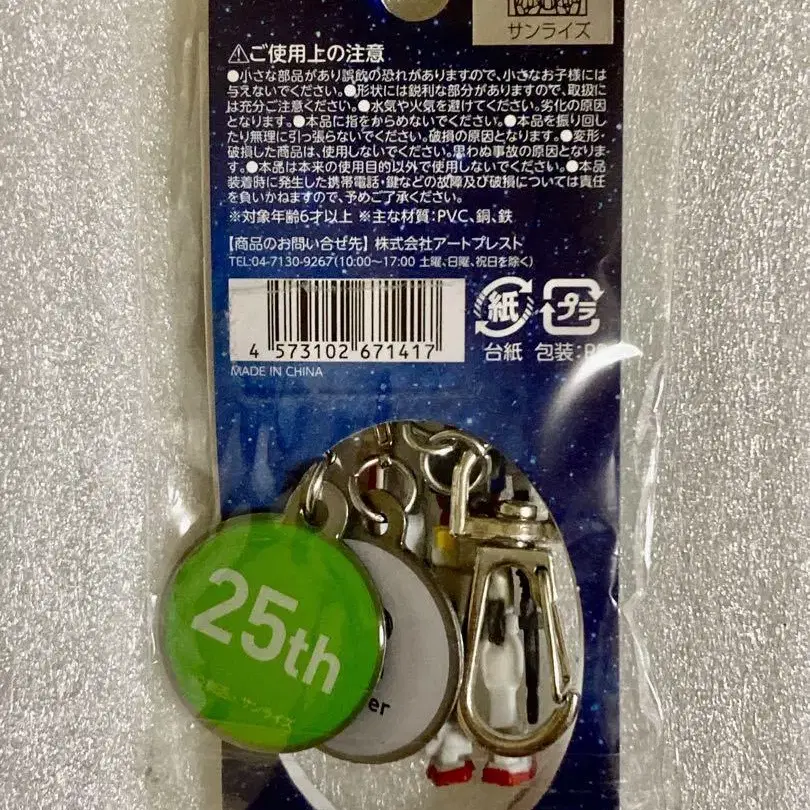 サンライズ
⚠ご使用上の注意
●小さな部品があり誤飲の恐れがありますので、小さなお子様には
与えないでください。●形状には鋭利な部分がありますので、取扱に
は充分ご注意ください。●水気や火気を避けてください。劣化の原因
となります。●本品に指をからめないでください。●本品を振り回し
たり無理に引っ張らないでください。破損の原因となります。●変形・
破損した商品は、使用しないでください。思わぬ事故の原因となりま
す。●本品は本来の使用目的以外で使用しないでください。●本品
装着時に発生した携帯電話・鍵などの故障及び破損については責任
を負いかねますので、予めご了承ください。
※対象年齢6才以上 ※主な材質:PVC、銅、鉄
【商品のお問い合せ先】株式会社アートプレスト
TEL:04-7130-9267(10:00〜17:00 土曜、日曜、祝日を除く)
4 573102 671417
紙 プラ
台紙 包装:P
MADE IN CHINA
25th
創通・サンライズ
er